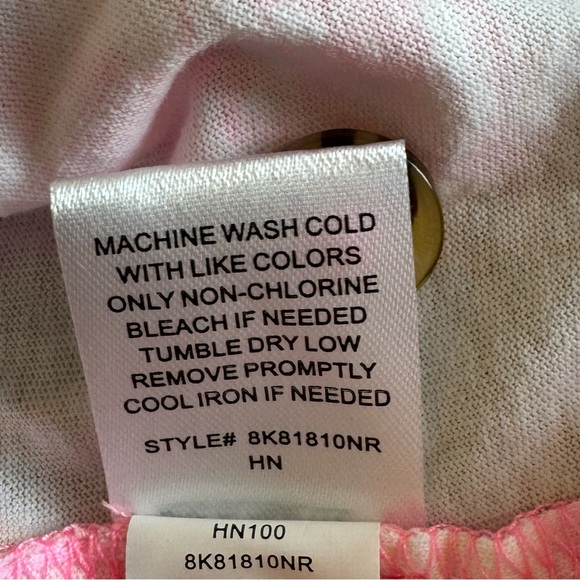 MACHINE WASH COLD
WITH LIKE COLORS
ONLY NON-CHLORINE
BLEACH IF NEEDED
TUMBLE DRY LOW
REMOVE PROMPTLY
COOL IRON IF NEEDED
STYLE# 8K81810NR
HN
HN100
8K81810NR